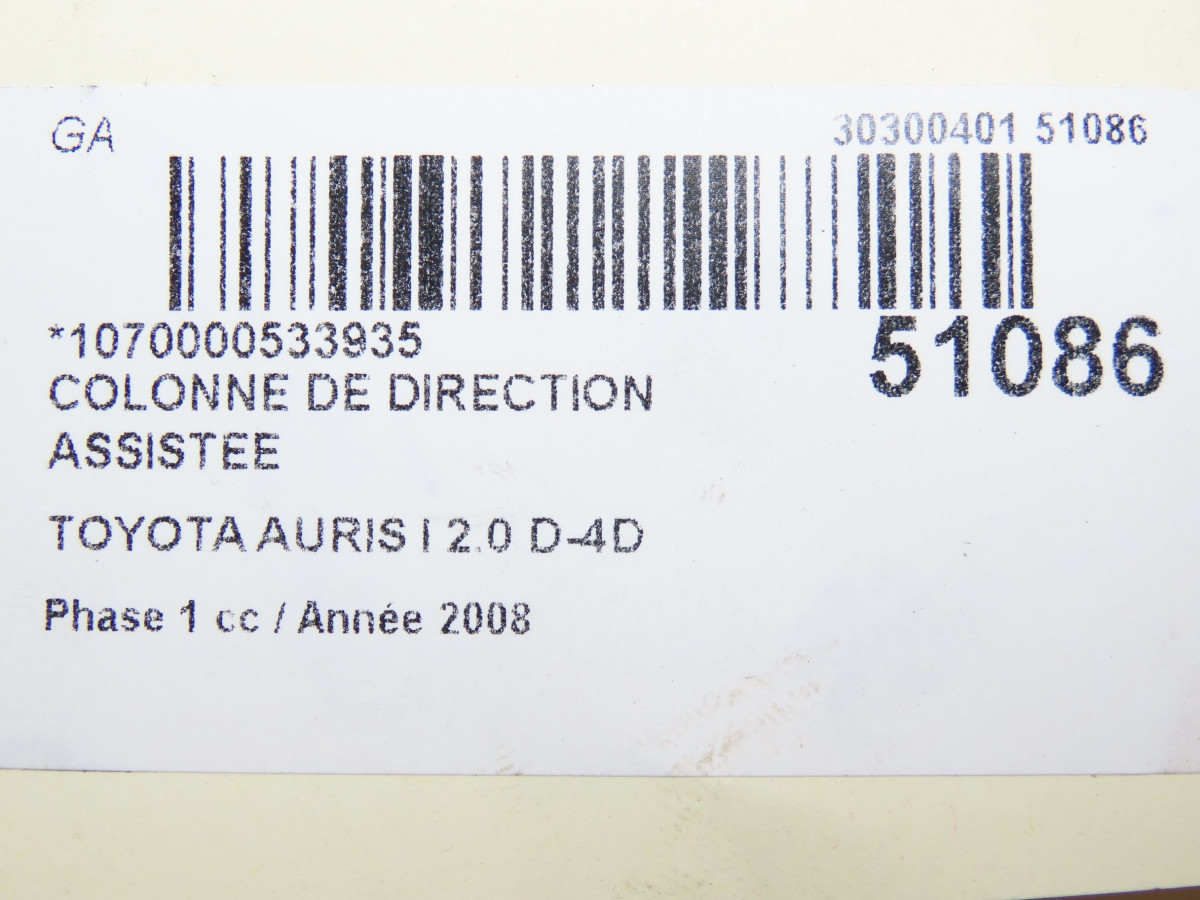 GA
30300401 51086
*1070000533935
51086
COLONNE DE DIRECTION
ASSISTEE
TOYOTA AURIS I 2.0 D-4D
Phase 1 cc / Année 2008